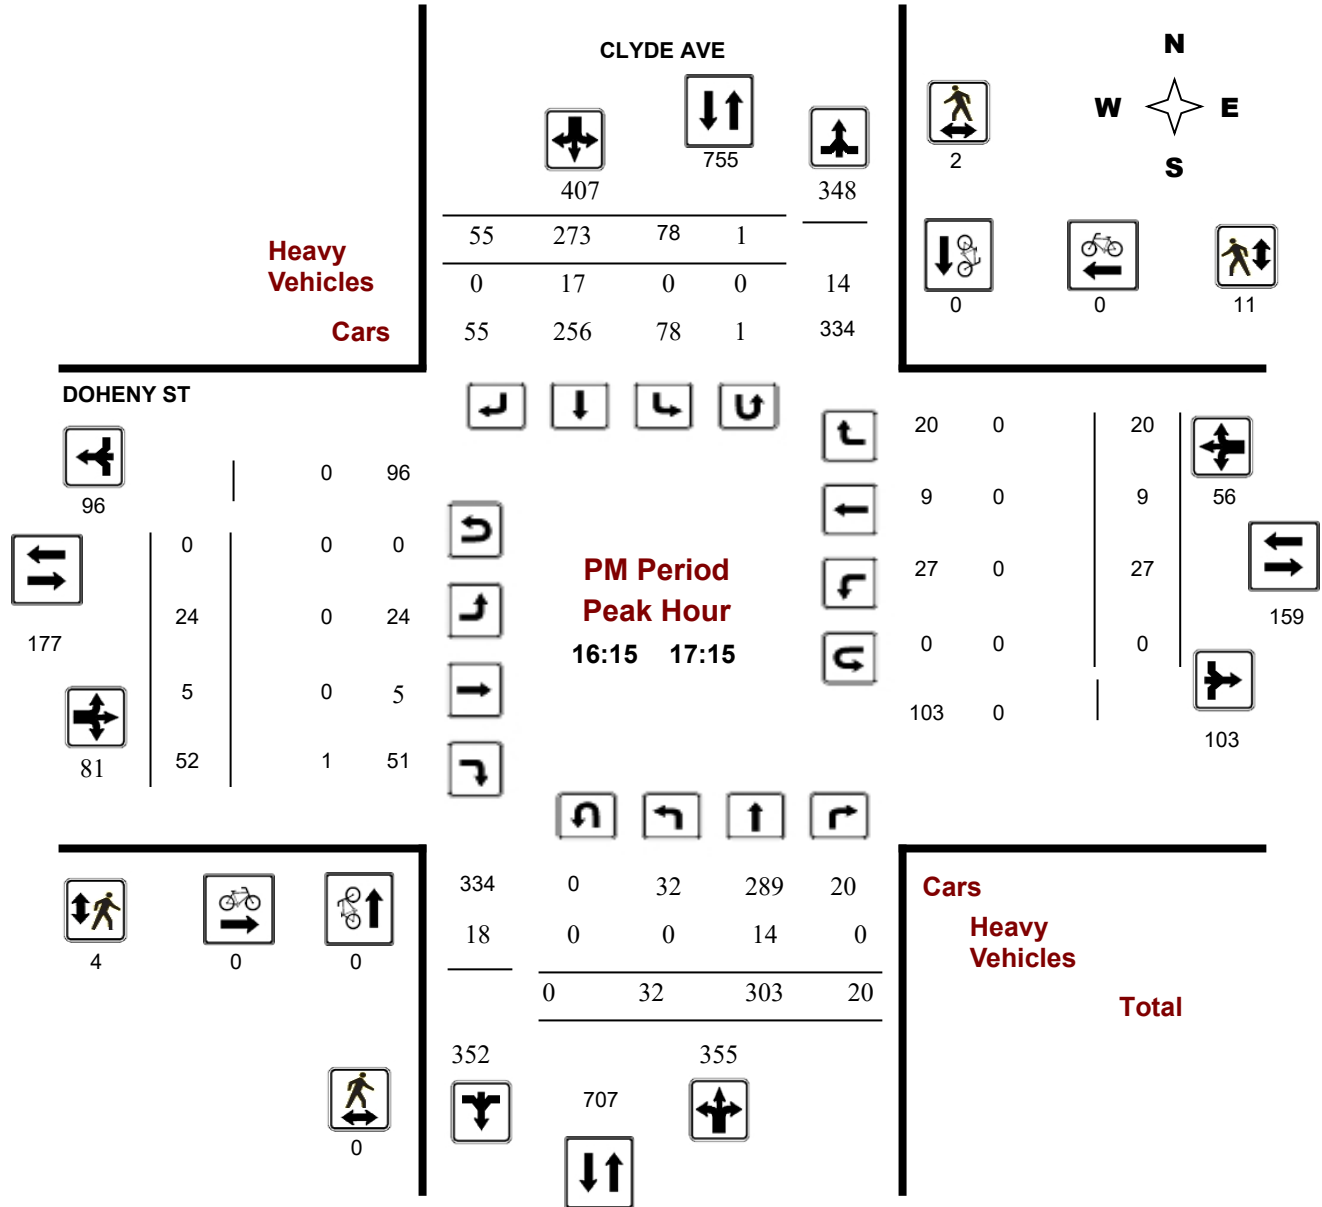 CLYDE AVE
N
W E
S
755
2
407 348
55 273 78 1
Heavy
Vehicles
0 17 0 0 14
Cars
55 256 78 1 334
0 0 11
DOHENY ST
20 0 20
0 96
96
9 0 9 56
0 0 0
PM Period
Peak Hour
27 0 27
24 0 24
159
177
16:15 17:15
0 0 0
5 0 5
103 0
103
81 52 1 51
334 0 32 289 20
Cars
18 0 0 14 0
Heavy
Vehicles
4 0 0
0 32 303 20
Total
352 355
707
0